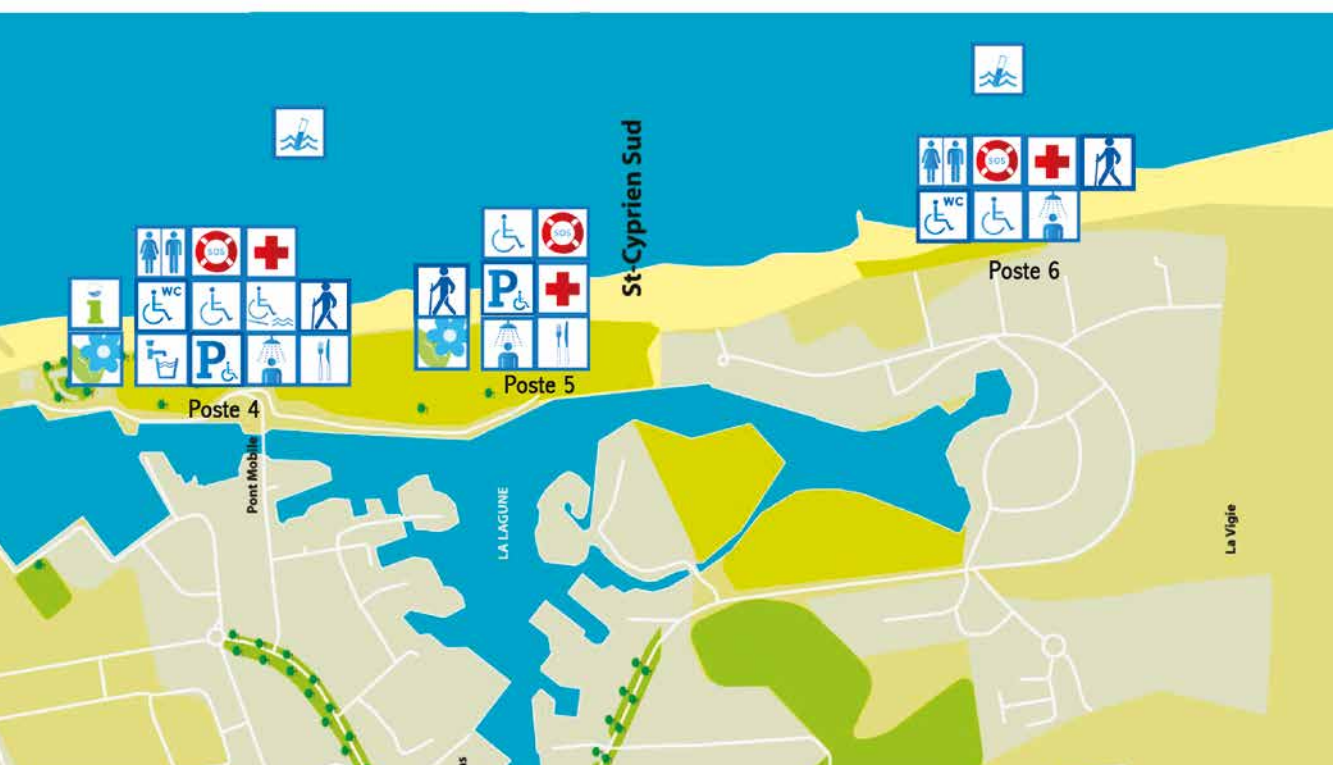 St-Cyprien Sud
SOS
WC
Poste 6
SOS
P
Poste 5
SOS
i
WC
P
Poste 4
Pont Mobile
LA LAGUNE
La Vigie